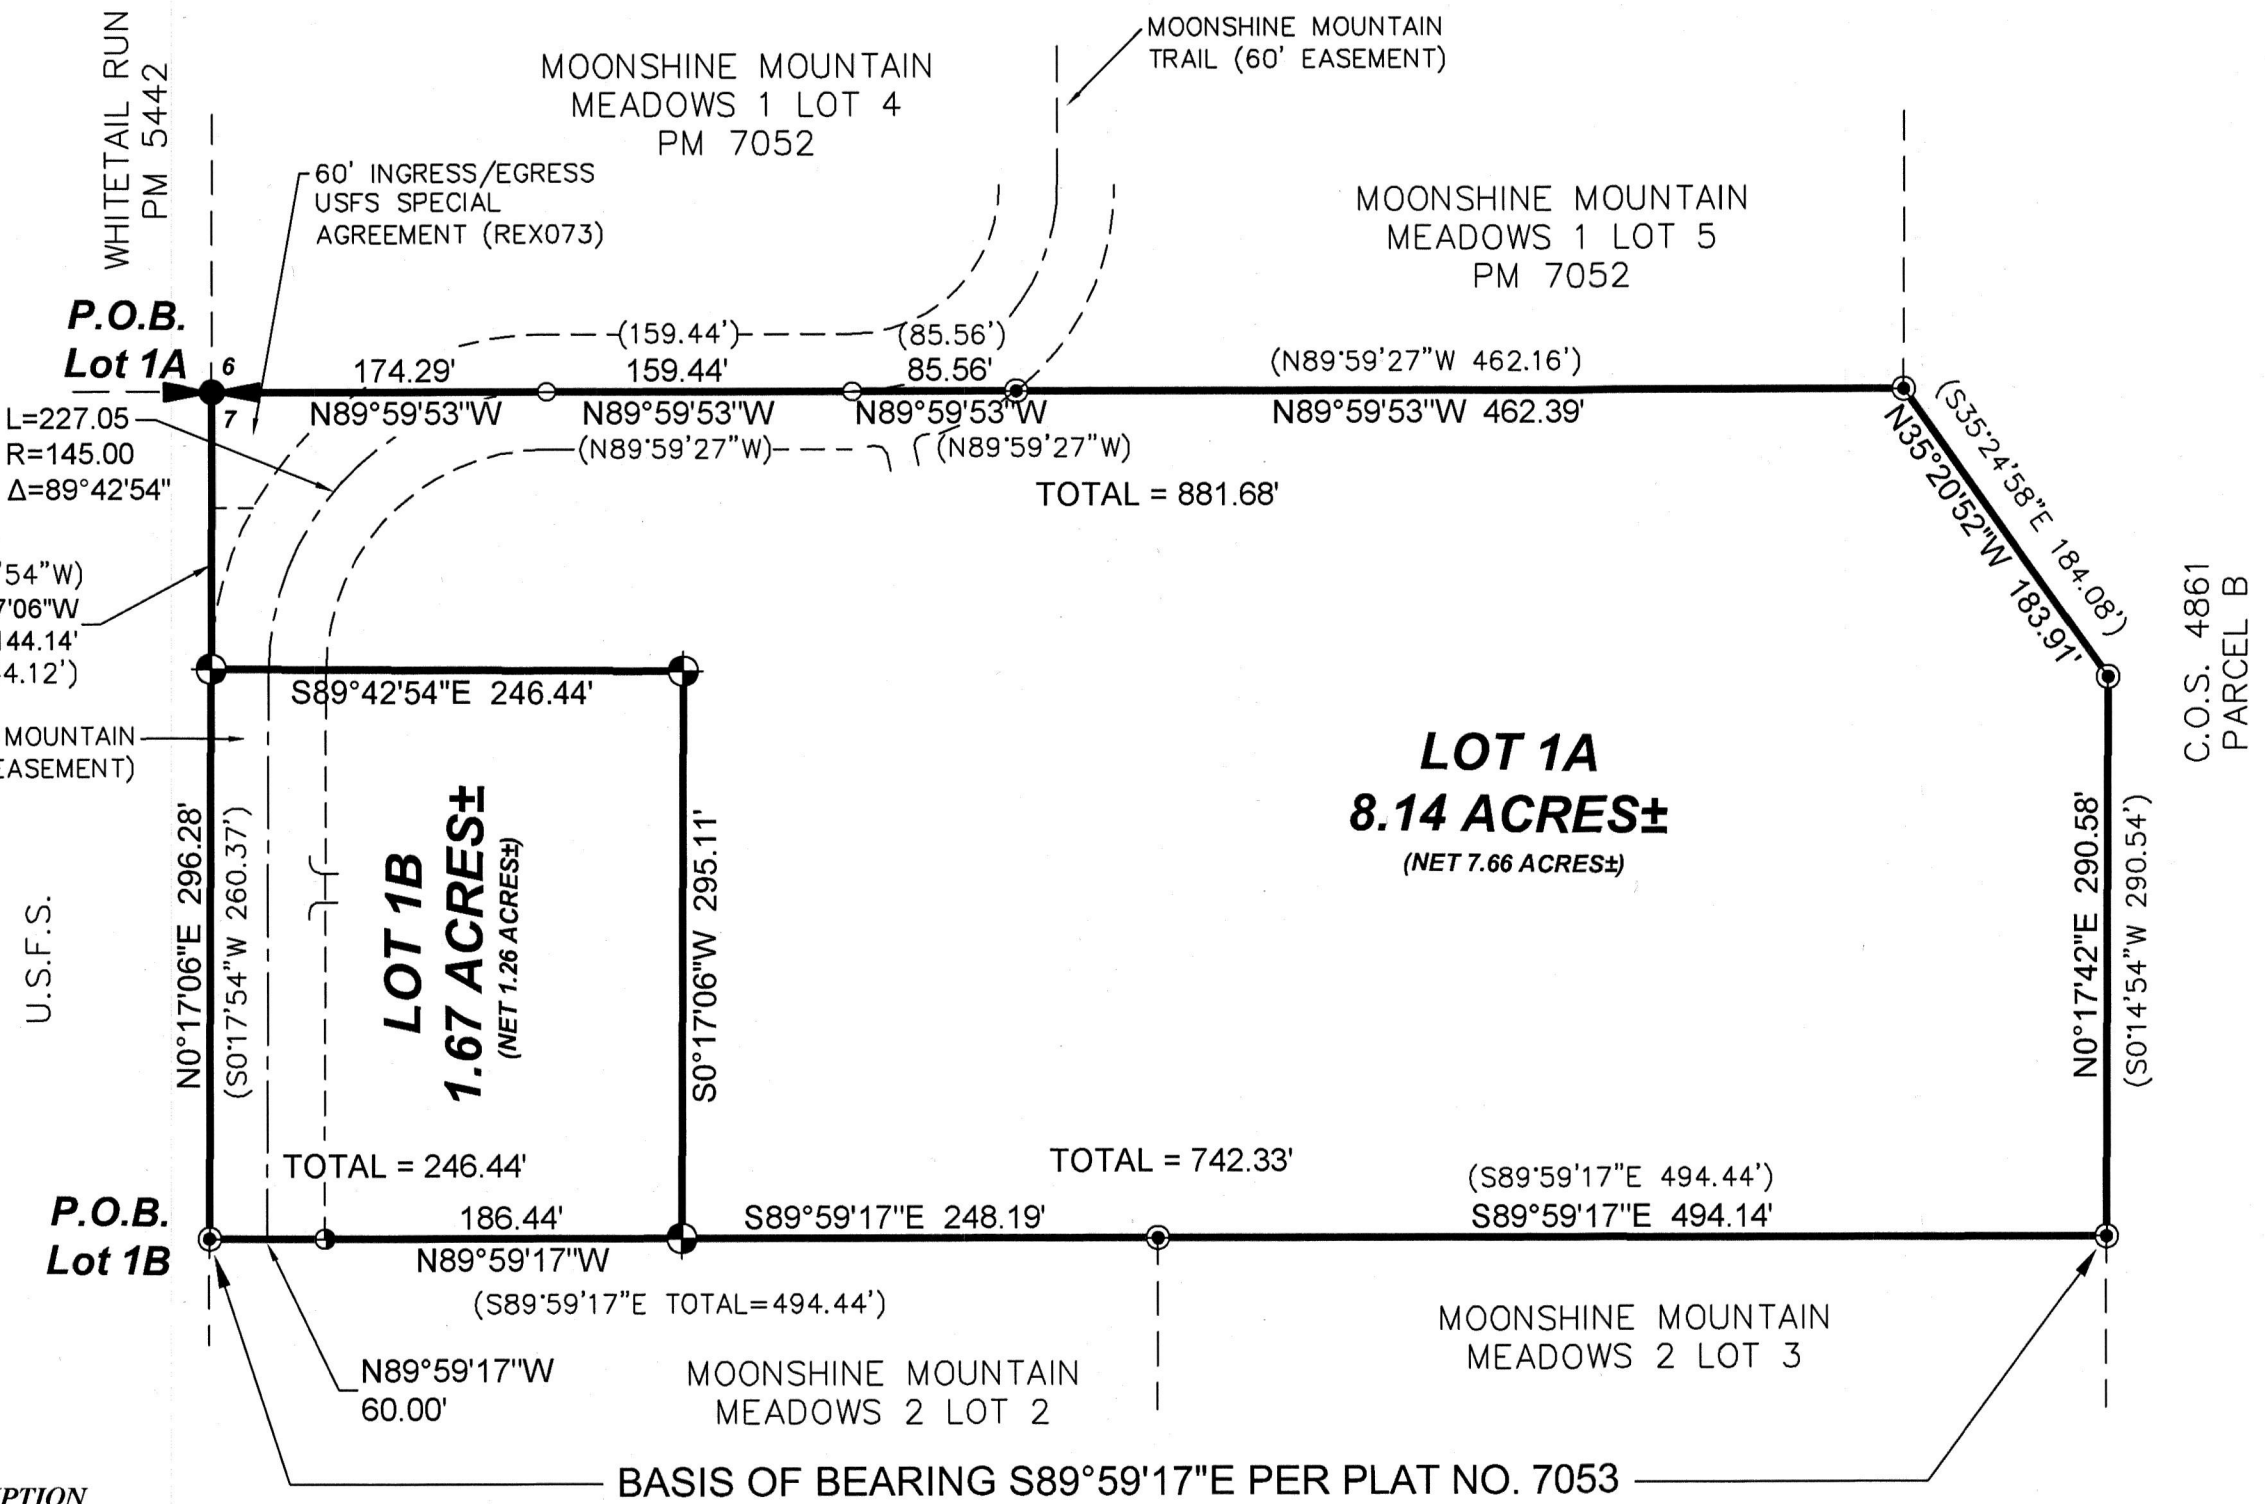 WHITETAIL RUN
PM 5442
MOONSHINE MOUNTAIN
MEADOWS 1 LOT 4
PM 7052
MOONSHINE MOUNTAIN
TRAIL (60' EASEMENT)
60' INGRESS/EGRESS
USFS SPECIAL
AGREEMENT (REX073)
MOONSHINE MOUNTAIN
MEADOWS 1 LOT 5
PM 7052
P.O.B.
Lot 1A
6
7
(159.44')
(85.56')
174.29'
159.44'
85.56'
(N89°59'27"W 462.16')
N89°59'53"W
N89°59'53"W
N89°59'53"W
N89°59'53"W 462.39'
(N89°59'27"W)
(N89°59'27"W)
TOTAL = 881.68'
L=227.05
R=145.00
Δ=89°42'54"
(S35°24'58"E 184.08')
N35°20'52"W 183.91'
'54"W)
7'06"W
144.14'
4.12')
S89°42'54"E 246.44'
MOUNTAIN
EASEMENT)
C.O.S. 4861
PARCEL B
LOT 1A
8.14 ACRES±
(NET 7.66 ACRES±)
U.S.F.S.
N0°17'06"E 296.28'
(S0°17'54"W 260.37')
LOT 1B
1.67 ACRES±
(NET 1.26 ACRES±)
S0°17'06"W 295.11'
N0°17'42"E 290.58'
(S0°14'54"W 290.54')
TOTAL = 246.44'
TOTAL = 742.33'
(S89°59'17"E 494.44')
P.O.B.
Lot 1B
186.44'
S89°59'17"E 248.19'
S89°59'17"E 494.14'
N89°59'17"W
(S89°59'17"E TOTAL=494.44')
N89°59'17"W
60.00'
MOONSHINE MOUNTAIN
MEADOWS 2 LOT 2
MOONSHINE MOUNTAIN
MEADOWS 2 LOT 3
BASIS OF BEARING S89°59'17"E PER PLAT NO. 7053